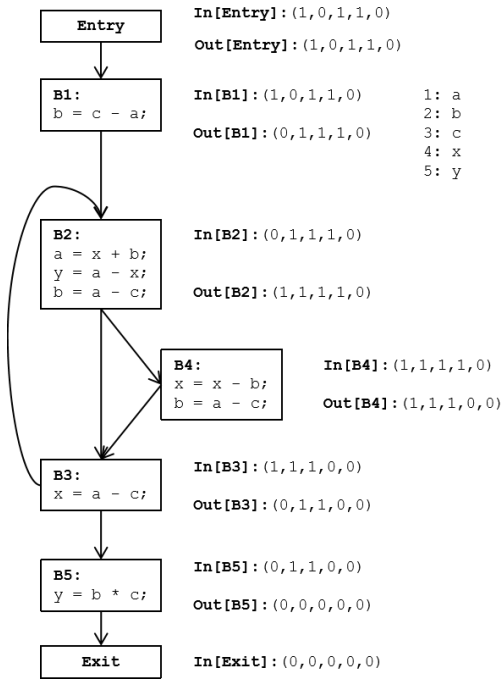 Entry
In[Entry]:(1,0,1,1,0)
Out[Entry]:(1,0,1,1,0)
B1:
b = c - a;
In[B1]:(1,0,1,1,0)
Out[B1]:(0,1,1,1,0)
1: a
2: b
3: c
4: x
5: y
B2:
a = x + b;
y = a - x;
b = a - c;
In[B2]:(0,1,1,1,0)
Out[B2]:(1,1,1,1,0)
B4:
x = x - b;
b = a - c;
In[B4]:(1,1,1,1,0)
Out[B4]:(1,1,1,0,0)
B3:
x = a - c;
In[B3]:(1,1,1,0,0)
Out[B3]:(0,1,1,0,0)
B5:
y = b * c;
In[B5]:(0,1,1,0,0)
Out[B5]:(0,0,0,0,0)
Exit
In[Exit]:(0,0,0,0,0)